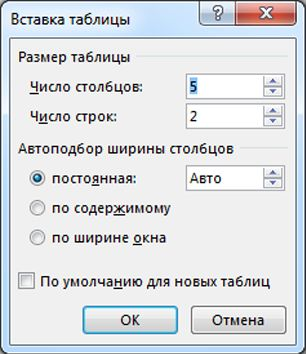 Вставка таблицы ?
Размер таблицы
Число столбцов: 5
Число строк: 2
Автоподбор ширины столбцов
постоянная: Авто
по содержимому
по ширине окна
По умолчанию для новых таблиц
ОК Отмена